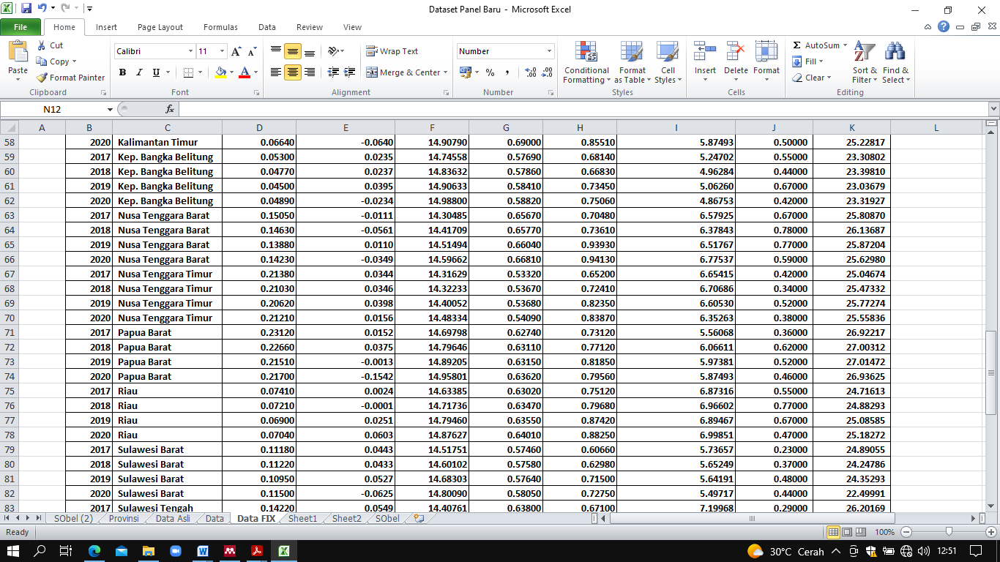 Dataset Panel Baru - Microsoft Excel
File Home Insert Page Layout Formulas Data Review View
Paste Cut Copy Format Painter Clipboard
Calibri 11 B I U Font
Wrap Text Merge & Center Alignment
Number % , Number
Conditional Formatting Format as Table Cell Styles Styles
Insert Delete Format Cells
AutoSum Fill Clear Sort & Filter Find & Select Editing
N12 fx
A B C D E F G H I J K L
58 2020 Kalimantan Timur 0.06640 -0.0640 14.90790 0.69000 0.85510 5.87493 0.50000 25.22817
59 2017 Kep. Bangka Belitung 0.05300 0.0235 14.74558 0.57690 0.68140 5.24702 0.55000 23.30802
60 2018 Kep. Bangka Belitung 0.04770 0.0237 14.83632 0.57860 0.66830 4.96284 0.44000 23.39810
61 2019 Kep. Bangka Belitung 0.04500 0.0395 14.90633 0.58410 0.73450 5.06260 0.67000 23.03679
62 2020 Kep. Bangka Belitung 0.04890 -0.0234 14.98800 0.58820 0.75060 4.86753 0.42000 23.31927
63 2017 Nusa Tenggara Barat 0.15050 -0.0111 14.30485 0.65670 0.70480 6.57925 0.67000 25.80870
64 2018 Nusa Tenggara Barat 0.14630 -0.0561 14.41709 0.65770 0.73610 6.37843 0.78000 26.13687
65 2019 Nusa Tenggara Barat 0.13880 0.0110 14.51494 0.66040 0.93930 6.51767 0.77000 25.87204
66 2020 Nusa Tenggara Barat 0.14230 -0.0349 14.59662 0.66810 0.94130 6.77537 0.59000 25.62980
67 2017 Nusa Tenggara Timur 0.21380 0.0344 14.31629 0.53320 0.65200 6.65415 0.42000 25.04674
68 2018 Nusa Tenggara Timur 0.21030 0.0346 14.32233 0.53670 0.72410 6.70686 0.34000 25.47332
69 2019 Nusa Tenggara Timur 0.20620 0.0398 14.40052 0.53680 0.82350 6.60530 0.52000 25.77274
70 2020 Nusa Tenggara Timur 0.21210 0.0156 14.48334 0.54090 0.83870 6.35263 0.38000 25.55836
71 2017 Papua Barat 0.23120 0.0152 14.69798 0.62740 0.73120 5.56068 0.36000 26.92217
72 2018 Papua Barat 0.22660 0.0375 14.79646 0.63110 0.77120 6.06611 0.62000 27.00312
73 2019 Papua Barat 0.21510 -0.0013 14.89205 0.63150 0.81850 5.97381 0.52000 27.01472
74 2020 Papua Barat 0.21700 -0.1542 14.95801 0.63620 0.79560 5.87493 0.46000 26.93625
75 2017 Riau 0.07410 0.0024 14.63385 0.63020 0.75120 6.87316 0.55000 24.71613
76 2018 Riau 0.07210 -0.0001 14.71736 0.63470 0.79680 6.96602 0.77000 24.88293
77 2019 Riau 0.06900 0.0251 14.79460 0.63550 0.87420 6.89467 0.67000 25.08585
78 2020 Riau 0.07040 0.0603 14.87627 0.64010 0.88250 6.99851 0.47000 25.18272
79 2017 Sulawesi Barat 0.11180 0.0443 14.51751 0.57460 0.60660 5.73657 0.23000 24.89055
80 2018 Sulawesi Barat 0.11220 0.0433 14.60102 0.57580 0.62980 5.65249 0.37000 24.24786
81 2019 Sulawesi Barat 0.10950 0.0527 14.68303 0.57640 0.71500 5.64191 0.48000 24.35293
82 2020 Sulawesi Barat 0.11500 -0.0625 14.80090 0.58050 0.72750 5.49717 0.44000 22.49991
83 2017 Sulawesi Tengah 0.14220 0.0549 14.40761 0.63800 0.67100 7.19968 0.29000 26.20169
SObel (2) Provinsi Data Asli Data Data FIX Sheet1 Sheet2 SObel
Ready 100%
30°C Cerah 12:51